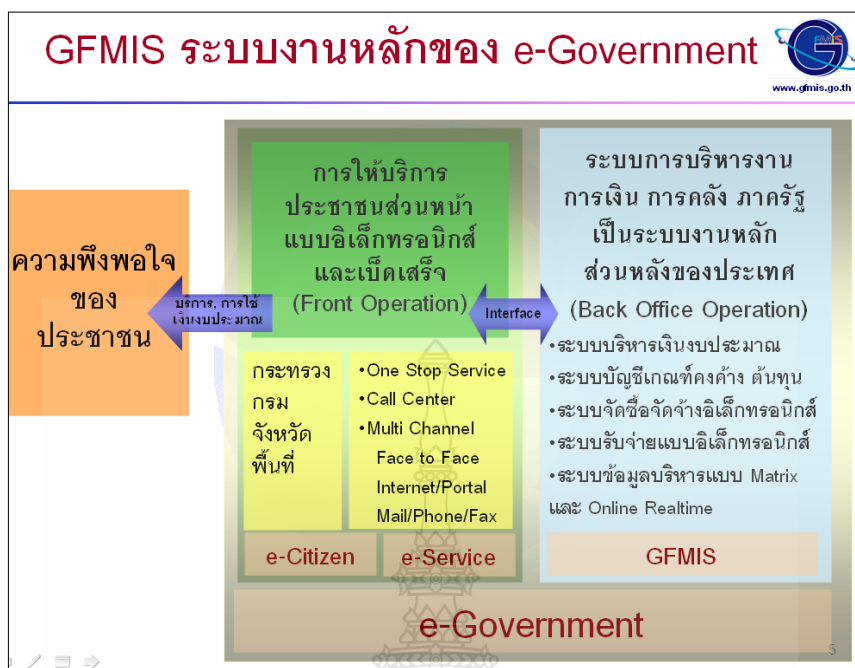 GFMIS ระบบงานหลักของ e-Government
GFMIS
www.gfmis.go.th
ความพึงพอใจ
ของ
ประชาชน
บริการ, การใช้
เงินงบประมาณ
การให้บริการ
ประชาชนส่วนหน้า
แบบอิเล็กทรอนิกส์
และเบ็ดเสร็จ
(Front Operation)
Interface
ระบบการบริหารงาน
การเงิน การคลัง ภาครัฐ
เป็นระบบงานหลัก
ส่วนหลังของประเทศ
(Back Office Operation)
•ระบบบริหารเงินงบประมาณ
•ระบบบัญชีเกณฑ์คงค้าง ต้นทุน
•ระบบจัดซื้อจัดจ้างอิเล็กทรอนิกส์
•ระบบรับจ่ายแบบอิเล็กทรอนิกส์
•ระบบข้อมูลบริหารแบบ Matrix
และ Online Realtime
กระทรวง
กรม
จังหวัด
พื้นที่
•One Stop Service
•Call Center
•Multi Channel
Face to Face
Internet/Portal
Mail/Phone/Fax
e-Citizen
e-Service
GFMIS
e-Government
5